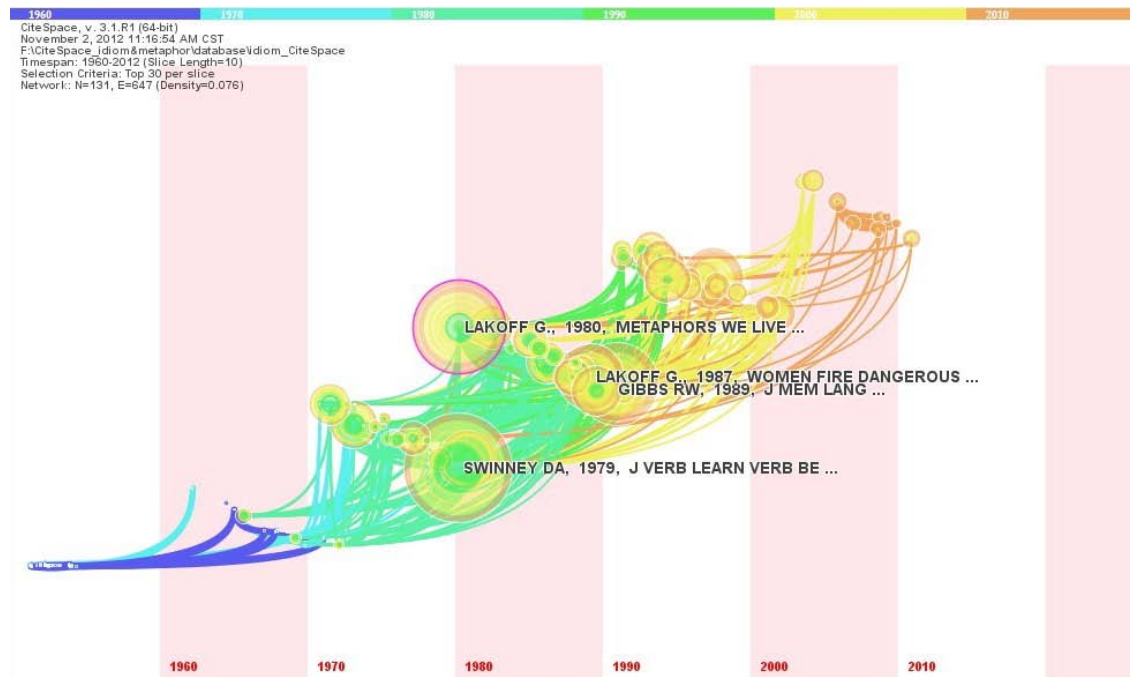 1960 1970 1980 1990 2000 2010
CiteSpace, v. 3.1.R1 (64-bit)
November 2, 2012 11:16:54 AM CST
F:\CiteSpace_idiom&metaphor\database\idiom_CiteSpace
Timespan: 1960-2012 (Slice Length=10)
Selection Criteria: Top 30 per slice
Network: N=131, E=647 (Density=0.076)
LAKOFF G., 1980, METAPHORS WE LIVE ...
LAKOFF G., 1987, WOMEN FIRE DANGEROUS ...
GIBBS RW, 1989, J MEM LANG ...
SWINNEY DA, 1979, J VERB LEARN VERB BE ...
1960 1970 1980 1990 2000 2010